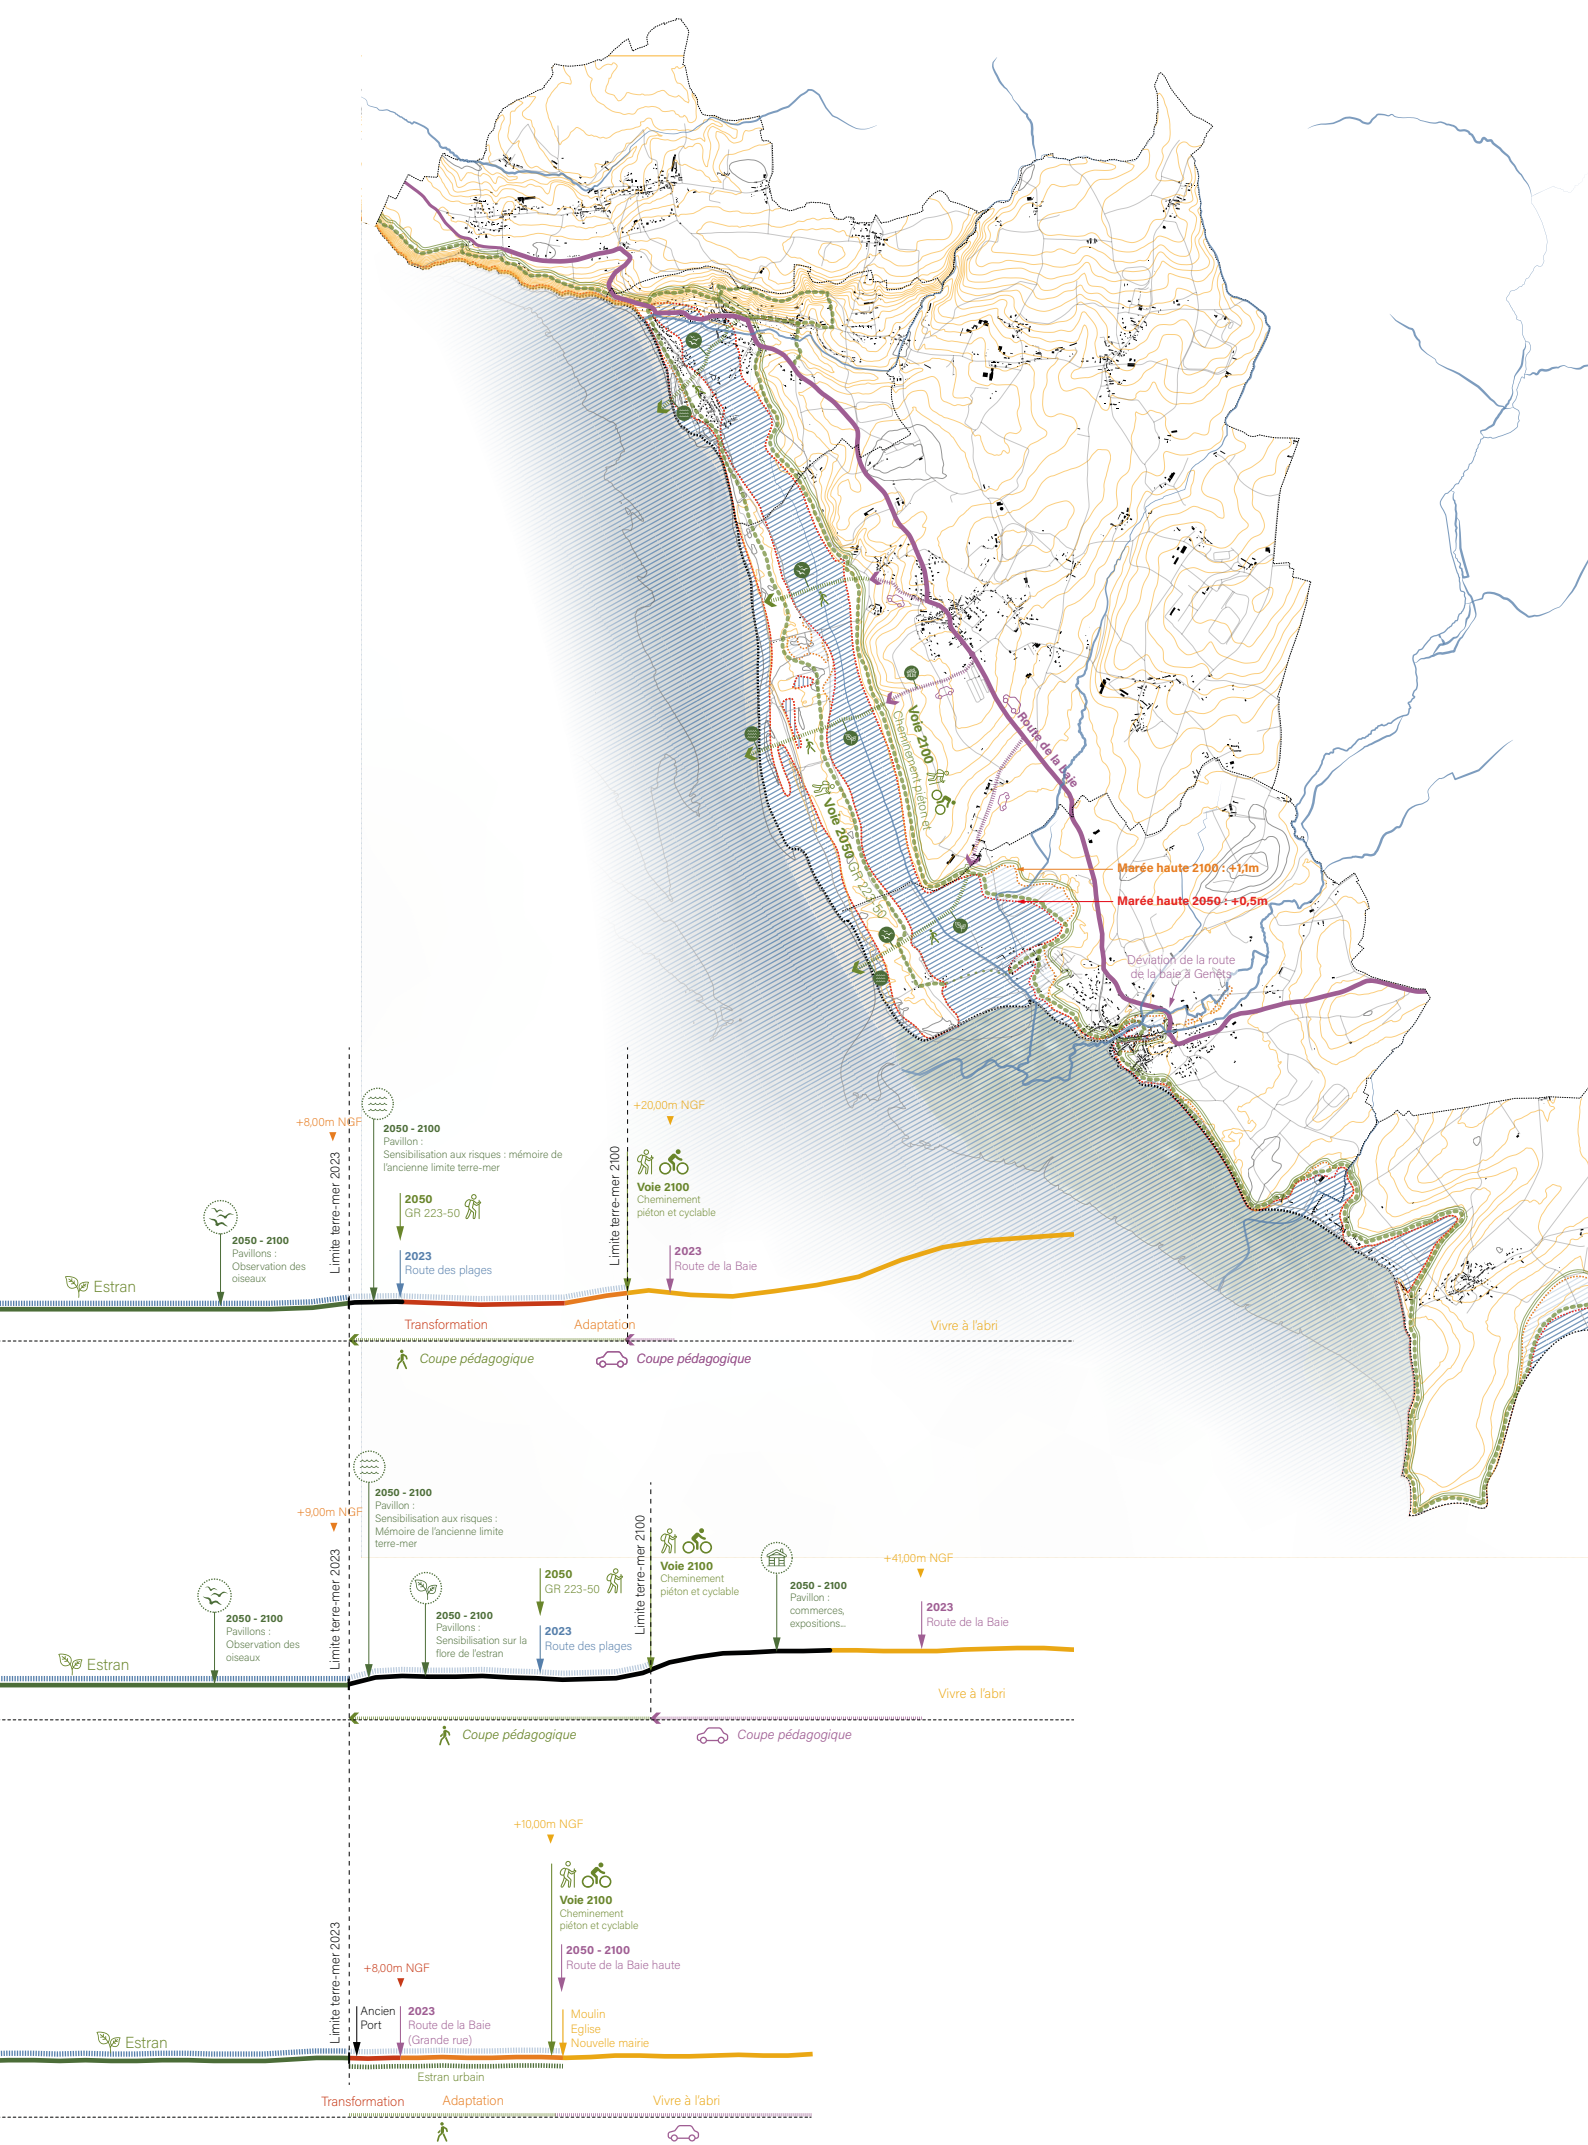 Voie 2100
Cheminement piéton et
Route de la baie
Voie 2050
GR 223-50
Marée haute 2100 : +1,1m
Marée haute 2050 : +0,5m
Déviation de la route
de la baie à Genêts
+8,00m NGF
Limite terre-mer 2023
2050 - 2100
Pavillon :
Sensibilisation aux risques : mémoire de
l'ancienne limite terre-mer
2050
GR 223-50
2023
Route des plages
2050 - 2100
Pavillons :
Observation des
oiseaux
Estran
Limite terre-mer 2100
+20,00m NGF
Voie 2100
Cheminement
piéton et cyclable
2023
Route de la Baie
Transformation
Adaptation
Vivre à l'abri
Coupe pédagogique
Coupe pédagogique
+9,00m NGF
Limite terre-mer 2023
2050 - 2100
Pavillon :
Sensibilisation aux risques :
Mémoire de l'ancienne limite
terre-mer
2050 - 2100
Pavillons :
Observation des
oiseaux
Estran
2050 - 2100
Pavillons :
Sensibilisation sur la
flore de l'estran
2050
GR 223-50
2023
Route des plages
Limite terre-mer 2100
Voie 2100
Cheminement
piéton et cyclable
2050 - 2100
Pavillon :
commerces,
expositions...
+41,00m NGF
2023
Route de la Baie
Vivre à l'abri
Coupe pédagogique
Coupe pédagogique
+10,00m NGF
Voie 2100
Cheminement
piéton et cyclable
2050 - 2100
Route de la Baie haute
Limite terre-mer 2023
+8,00m NGF
Ancien
Port
2023
Route de la Baie
(Grande rue)
Moulin
Eglise
Nouvelle mairie
Estran
Estran urbain
Transformation
Adaptation
Vivre à l'abri